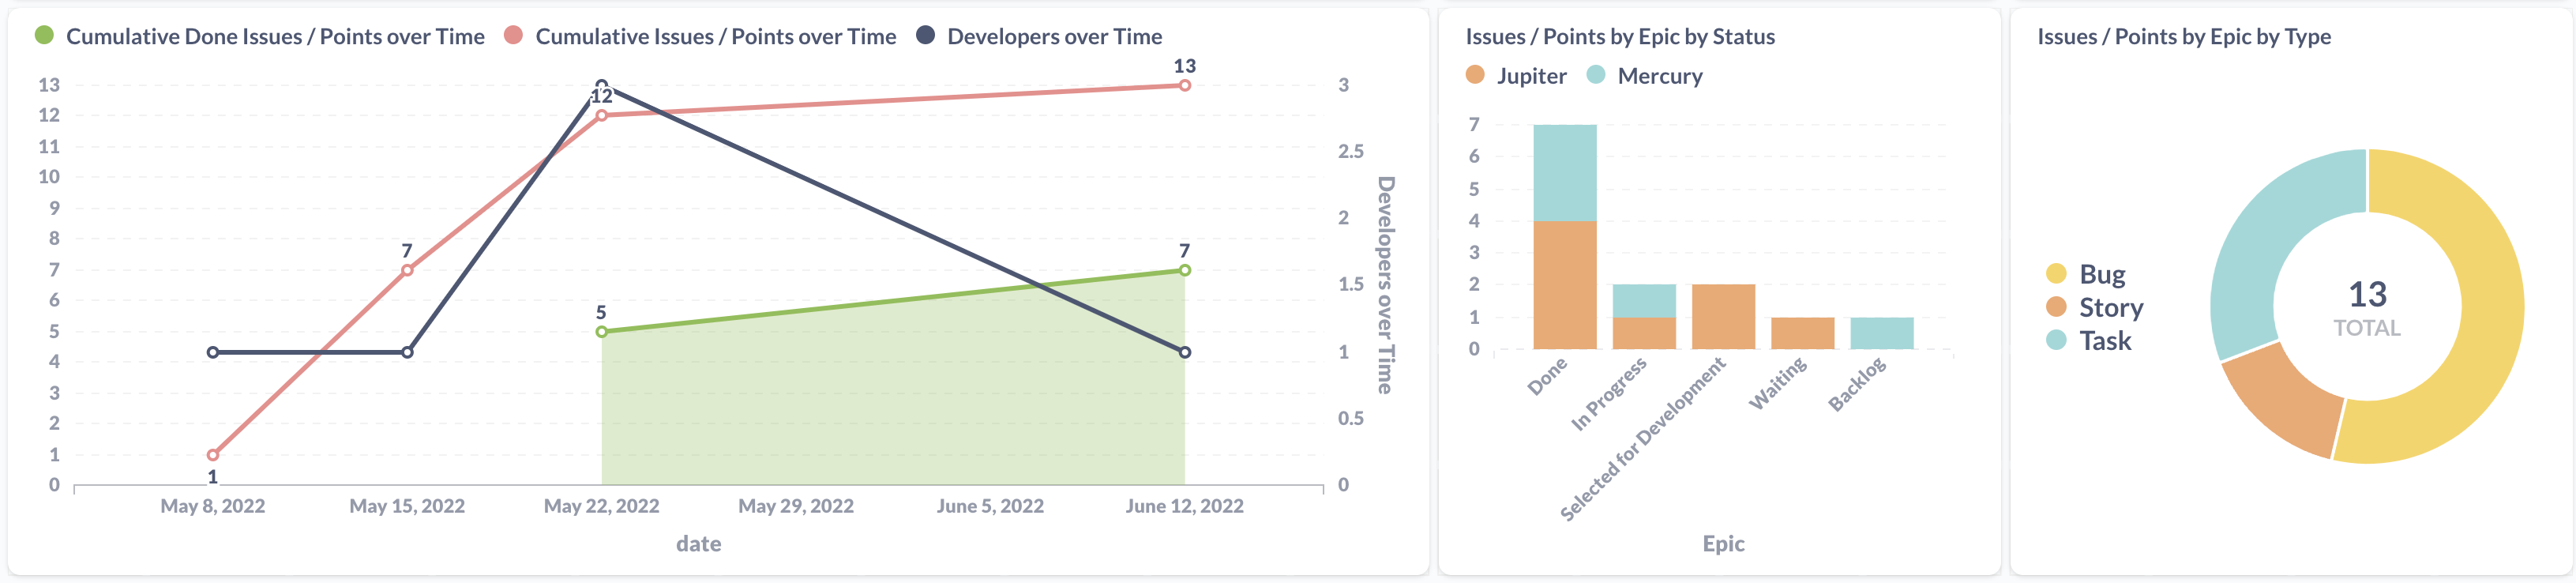 Cumulative Done Issues / Points over Time Cumulative Issues / Points over Time Developers over Time
13
12
11
10
9
8
7
6
5
4
3
2
1
0
1
7
12
13
5
7
3
2.5
2
1.5
1
0.5
0
Developers over Time
May 8, 2022 May 15, 2022 May 22, 2022 May 29, 2022 June 5, 2022 June 12, 2022
date
Issues / Points by Epic by Status
Jupiter Mercury
7
6
5
4
3
2
1
0
Done
In Progress
Selected for Development
Waiting
Backlog
Epic
Issues / Points by Epic by Type
Bug
Story
Task
13
TOTAL